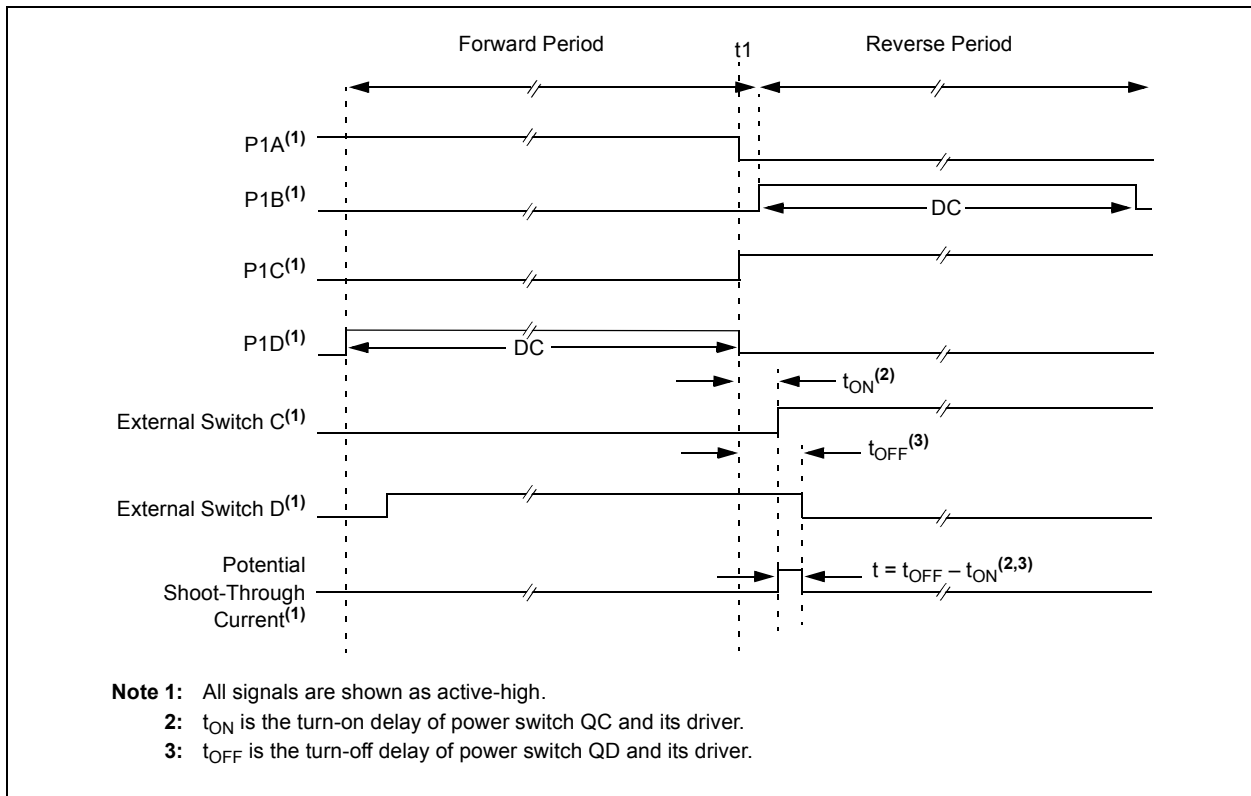 Forward Period
t1
Reverse Period
P1A(1)
P1B(1)
DC
P1C(1)
P1D(1)
DC
tON(2)
External Switch C(1)
tOFF(3)
External Switch D(1)
Potential
Shoot-Through
Current(1)
t = tOFF – tON(2,3)
Note 1: All signals are shown as active-high.
2: tON is the turn-on delay of power switch QC and its driver.
3: tOFF is the turn-off delay of power switch QD and its driver.